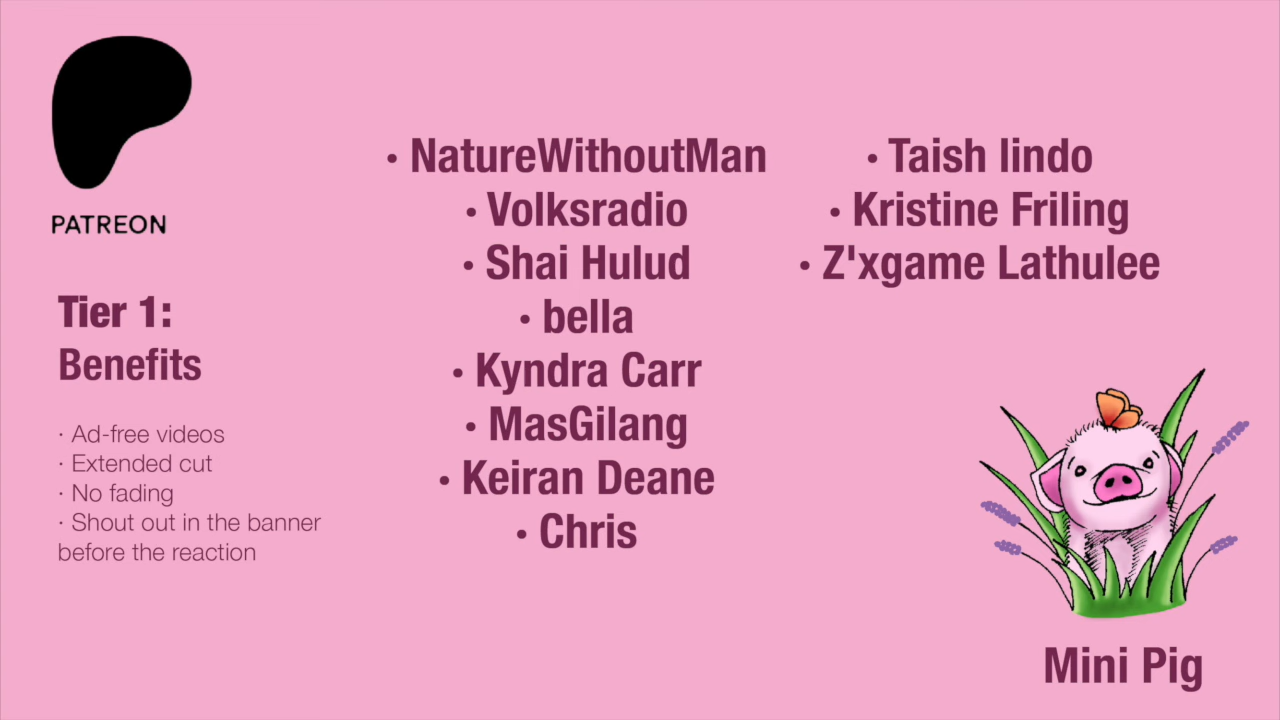 PATREON
Tier 1:
Benefits
· Ad-free videos
· Extended cut
· No fading
· Shout out in the banner
before the reaction
• NatureWithoutMan
• Volksradio
• Shai Hulud
• bella
• Kyndra Carr
• MasGilang
• Keiran Deane
• Chris
• Taish lindo
• Kristine Friling
• Z'xgame Lathulee
Mini Pig